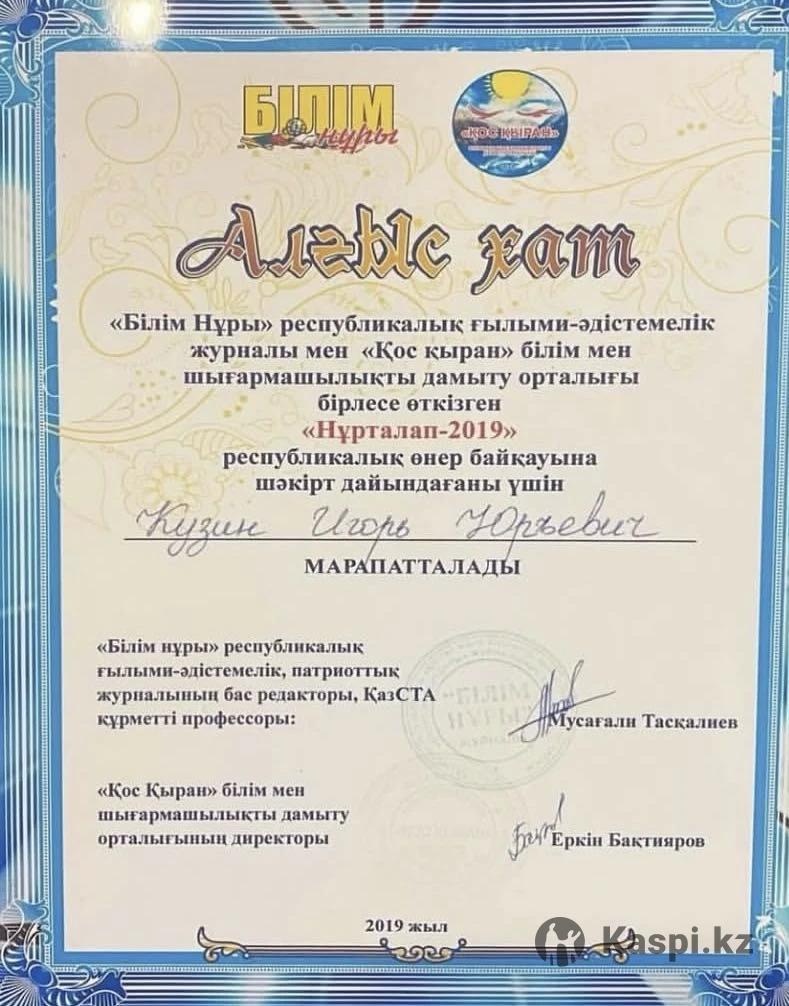 БІЛІМ
нұры
«ҚОС ҚЫРАН»
Алғыс хат
«Білім Нұры» республикалық ғылыми-әдістемелік
журналы мен «Қос қыран» білім мен
шығармашылықты дамыту орталығы
бірлесе өткізген
«Нұрталап-2019»
республикалық өнер байқауына
шәкірт дайындағаны үшін
Кузин Игорь Юръевич
МАРАПАТТАЛАДЫ
«Білім нұры» республикалық
ғылыми-әдістемелік, патриоттық
журналының бас редакторы, ҚазСТА
құрметті профессоры:
"БІЛІМ
НҰРЫ"
Мусағали Тасқалиев
«Қос Қыран» білім мен
шығармашылықты дамыту
орталығының директоры
Еркін Бақтияров
2019 жыл
Kaspi.kz